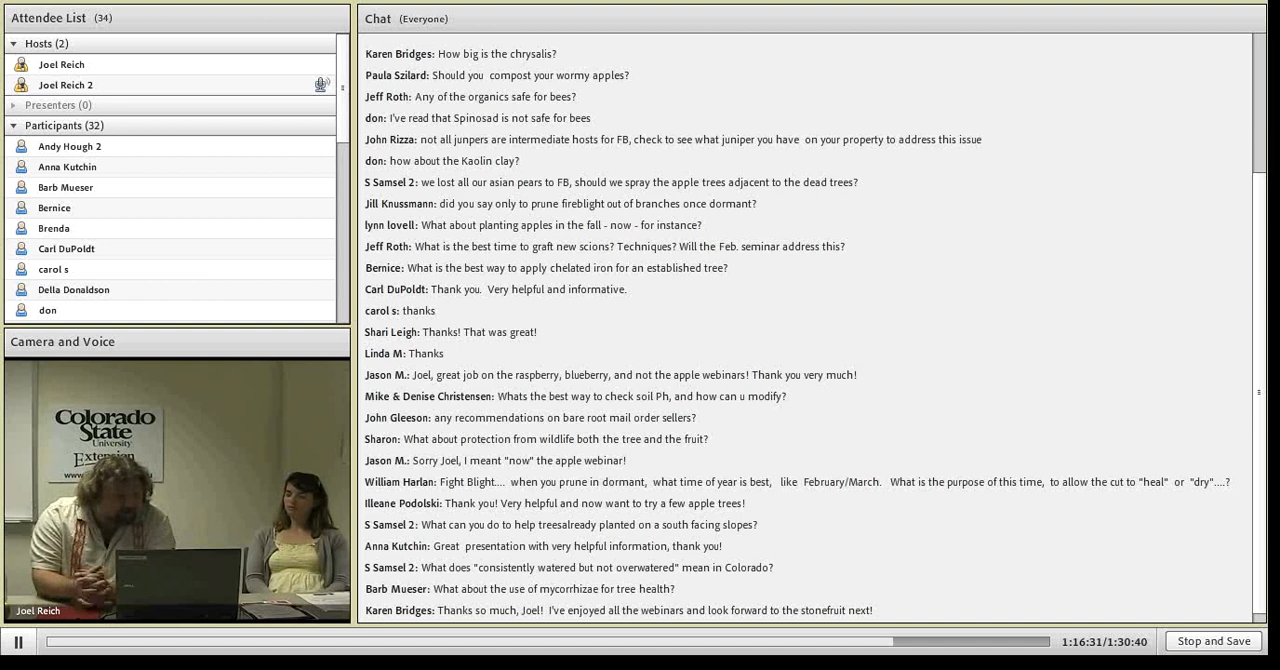 Attendee List (34)
Hosts (2)
Joel Reich
Joel Reich 2
Presenters (0)
Participants (32)
Andy Hough 2
Anna Kutchin
Barb Mueser
Bernice
Brenda
Carl DuPoldt
carol s
Della Donaldson
don
Camera and Voice
Colorado
State
University
Extension
Joel Reich
Chat (Everyone)
Karen Bridges: How big is the chrysalis?
Paula Szilard: Should you compost your wormy apples?
Jeff Roth: Any of the organics safe for bees?
don: I've read that Spinosad is not safe for bees
John Rizza: not all junpers are intermediate hosts for FB, check to see what juniper you have on your property to address this issue
don: how about the Kaolin clay?
S Samsel 2: we lost all our asian pears to FB, should we spray the apple trees adjacent to the dead trees?
Jill Knussmann: did you say only to prune fireblight out of branches once dormant?
lynn lovell: What about planting apples in the fall - now - for instance?
Jeff Roth: What is the best time to graft new scions? Techniques? Will the Feb. seminar address this?
Bernice: What is the best way to apply chelated iron for an established tree?
Carl DuPoldt: Thank you. Very helpful and informative.
carol s: thanks
Shari Leigh: Thanks! That was great!
Linda M: Thanks
Jason M.: Joel, great job on the raspberry, blueberry, and not the apple webinars! Thank you very much!
Mike & Denise Christensen: Whats the best way to check soil Ph, and how can u modify?
John Gleeson: any recommendations on bare root mail order sellers?
Sharon: What about protection from wildlife both the tree and the fruit?
Jason M.: Sorry Joel, I meant "now" the apple webinar!
William Harlan: Fight Blight.... when you prune in dormant, what time of year is best, like February/March. What is the purpose of this time, to allow the cut to "heal" or "dry"....?
Illeane Podolski: Thank you! Very helpful and now want to try a few apple trees!
S Samsel 2: What can you do to help treesalready planted on a south facing slopes?
Anna Kutchin: Great presentation with very helpful information, thank you!
S Samsel 2: What does "consistently watered but not overwatered" mean in Colorado?
Barb Mueser: What about the use of mycorrhizae for tree health?
Karen Bridges: Thanks so much, Joel! I've enjoyed all the webinars and look forward to the stonefruit next!
1:16:31/1:30:40
Stop and Save